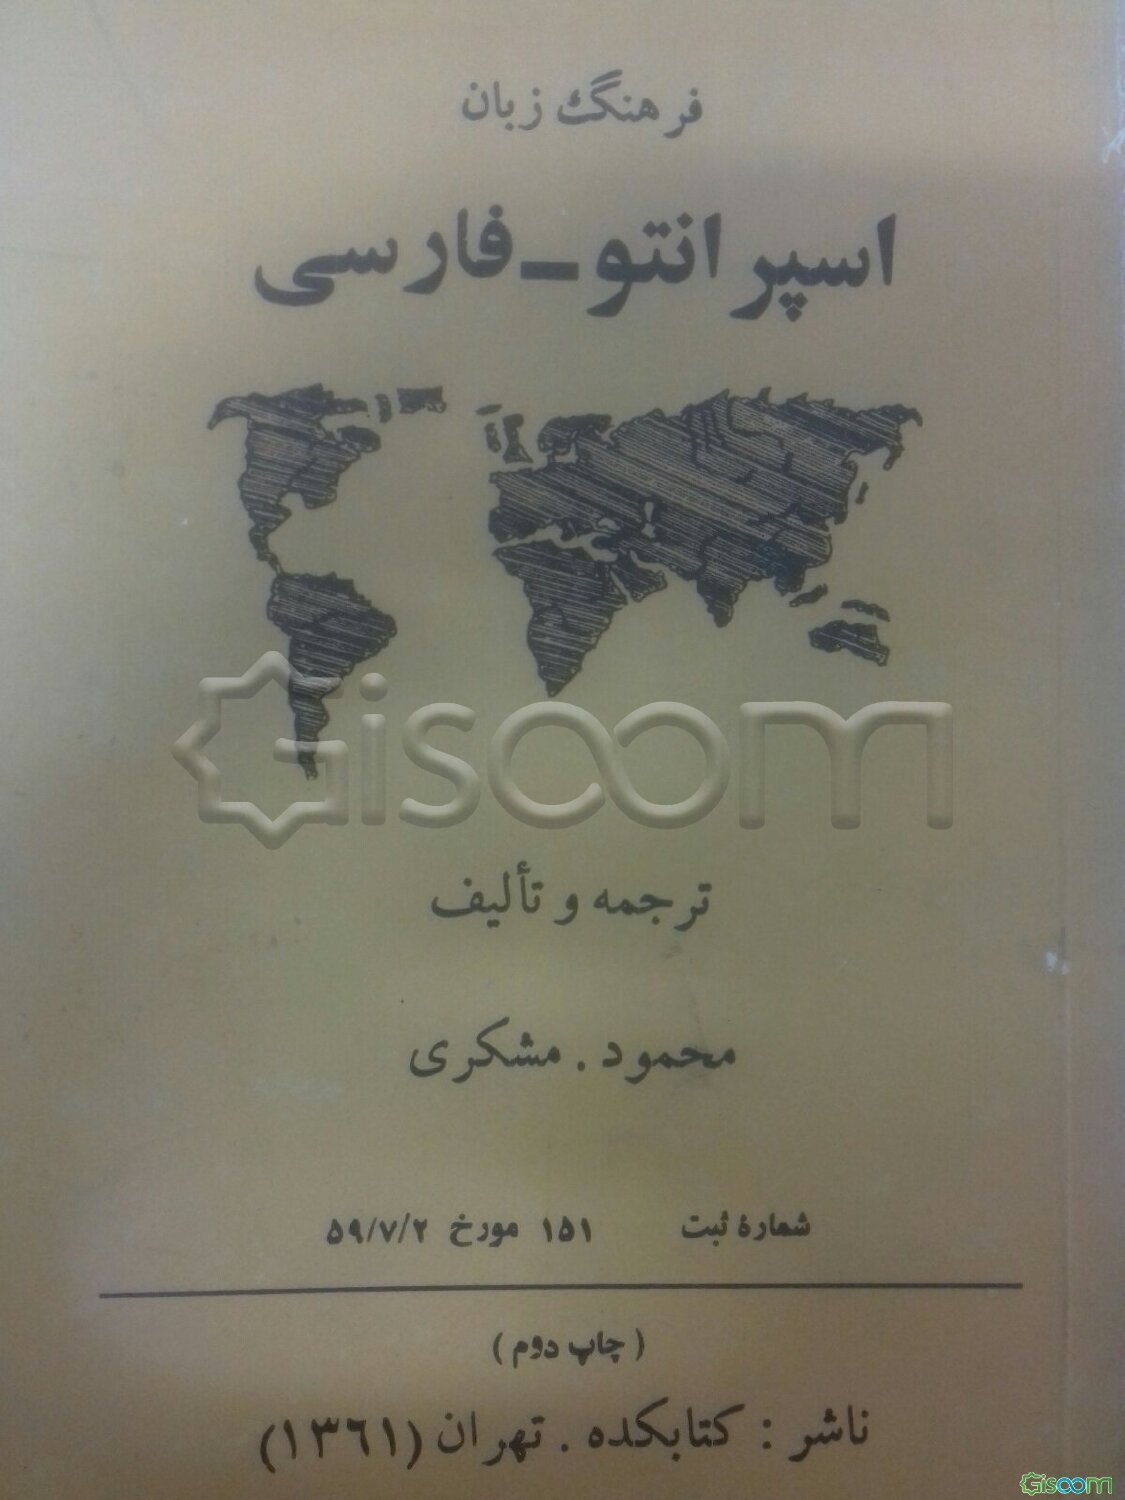 فرهنگ زبان
اسپرانتو - فارسی
Gisoom
ترجمه و تألیف
محمود . مشکری
شمارهٔ ثبت ۱۵۱ مورخ ۵۹/۷/۲
(چاپ دوم)
ناشر : کتابکده . تهران (۱۳۶۱)
Gisoom